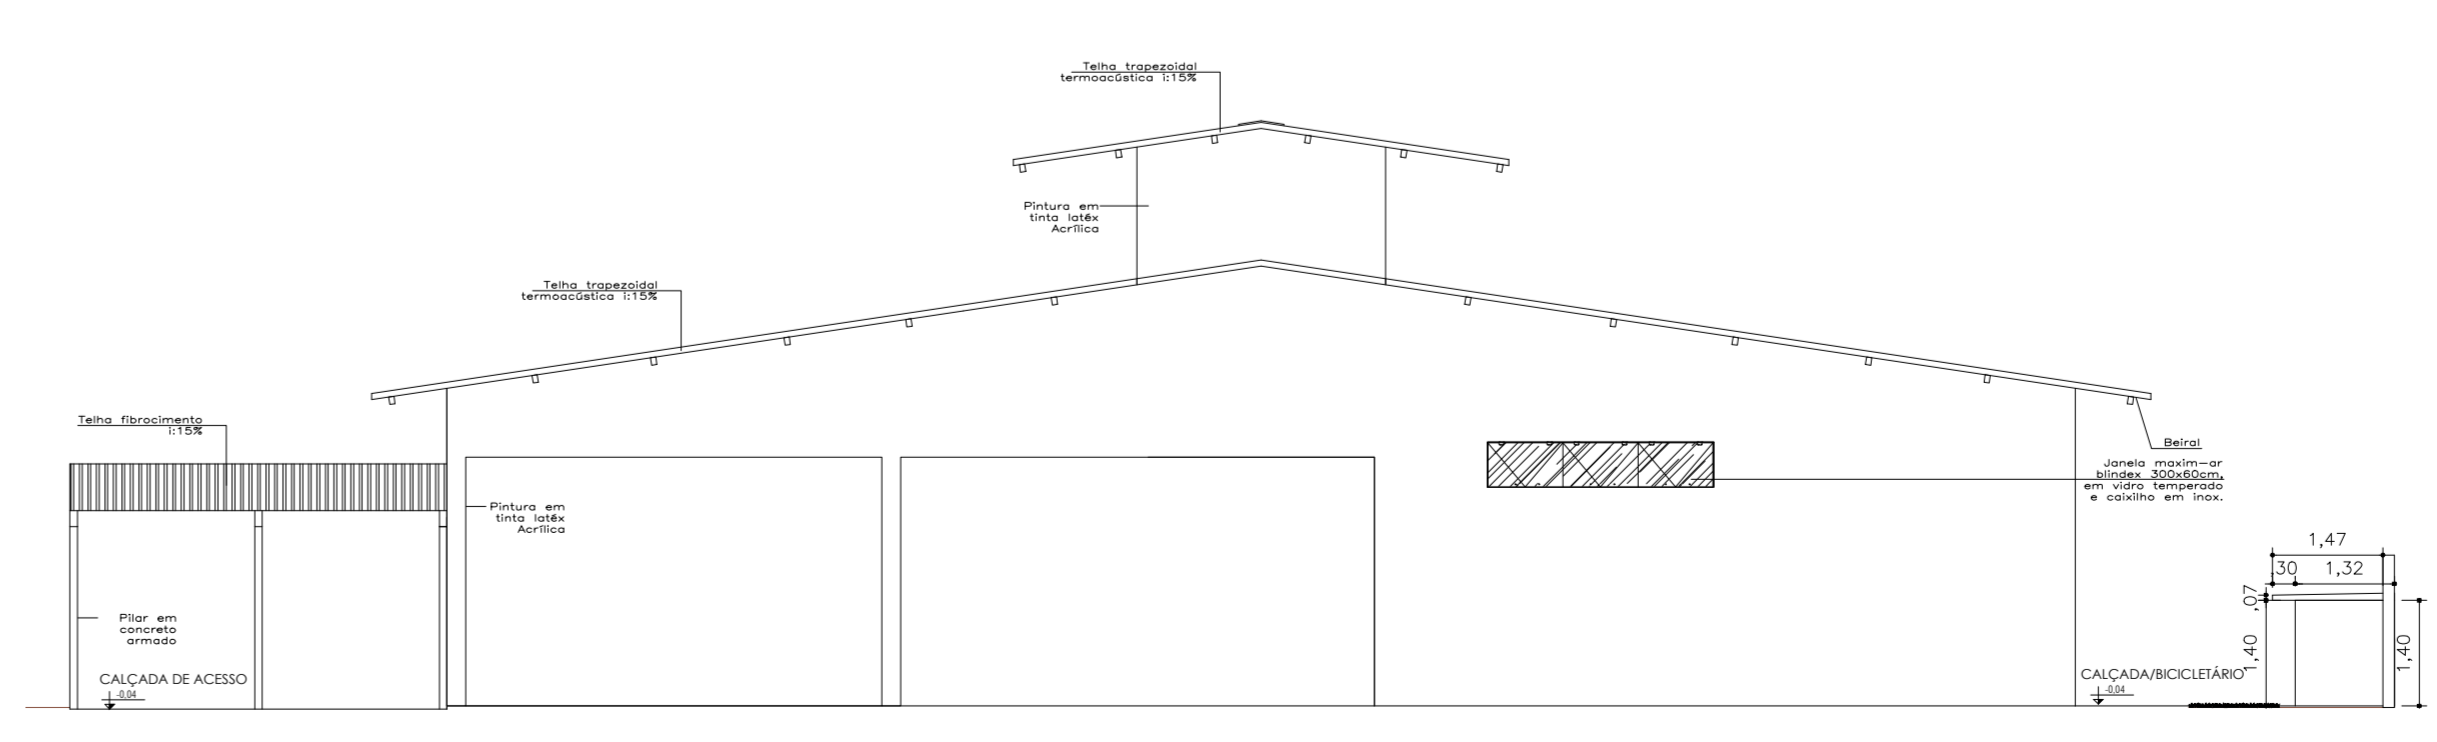 Telha trapezoidal
termoacústica i:15%
Pintura em
tinta latéx
Acrílica
Telha trapezoidal
termoacústica i:15%
Telha fibrocimento
i:15%
Beiral
Janela maxim-ar
blindex 300x60cm,
em vidro temperado
e caixilho em inox.
Pintura em
tinta latéx
Acrílica
Pilar em
concreto
armado
CALÇADA DE ACESSO
-0,04
CALÇADA/BICICLETÁRIO
-0,04
1,47
,30
1,32
,07
1,40
1,40